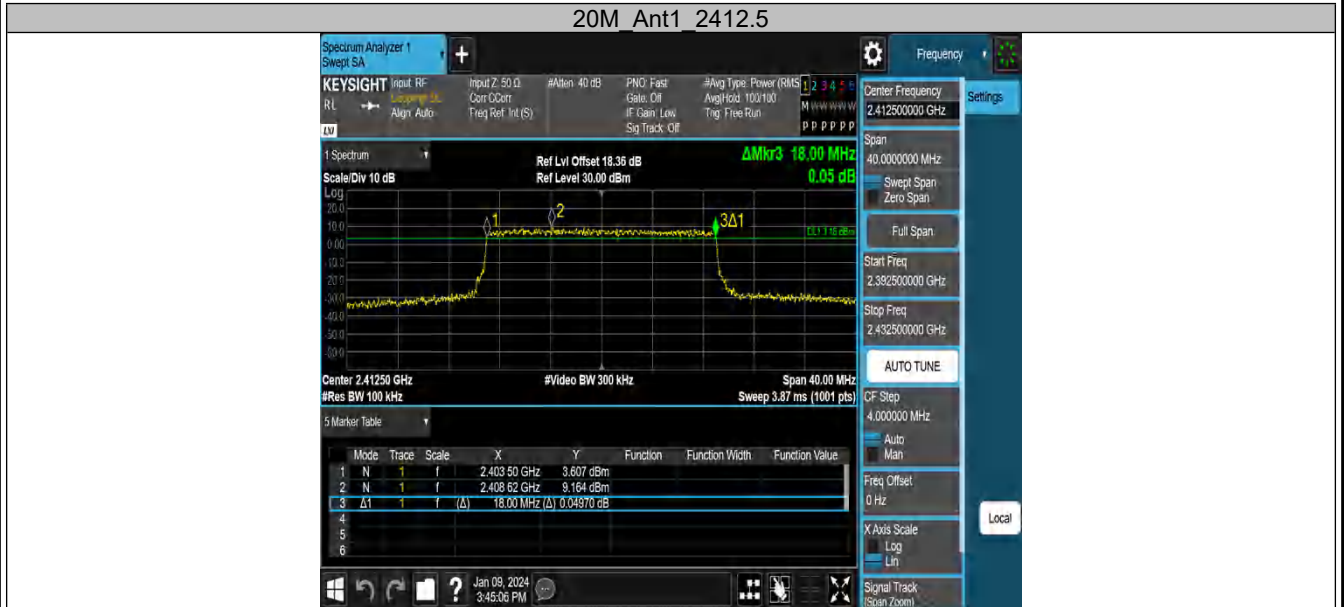 20M_Ant1_2412.5
Spectrum Analyzer 1
Swept SA
+
Frequency
KEYSIGHT
RL
LXI
Input: RF
Align: Auto
Input Z: 50 Ω
Corr CCorr
Freq Ref: Int (S)
#Atten: 40 dB
PNO: Fast
Gate: Off
IF Gain: Low
Sig Track: Off
#Avg Type: Power (RMS
Avg|Hold: 100/100
Trig: Free Run
1 2 3 4 5 6
M W W W W W
P P P P P P
Center Frequency
2.412500000 GHz
Settings
Span
40.0000000 MHz
Swept Span
Zero Span
Full Span
Start Freq
2.392500000 GHz
Stop Freq
2.432500000 GHz
AUTO TUNE
CF Step
4.000000 MHz
Auto
Man
Freq Offset
0 Hz
X Axis Scale
Log
Lin
Signal Track
(Span Zoom)
Local
1 Spectrum
Scale/Div 10 dB
Ref Lvl Offset 18.36 dB
Ref Level 30.00 dBm
ΔMkr3 18.00 MHz
0.05 dB
Log
20.0
10.0
0.00
-10.0
-20.0
-30.0
-40.0
-50.0
-60.0
1
2
3Δ1
Center 2.41250 GHz
#Res BW 100 kHz
#Video BW 300 kHz
Span 40.00 MHz
Sweep 3.87 ms (1001 pts)
5 Marker Table
Mode Trace Scale X Y Function Function Width Function Value
1 N 1 f 2.403 50 GHz 3.607 dBm
2 N 1 f 2.408 62 GHz 9.164 dBm
3 Δ1 1 f (Δ) 18.00 MHz (Δ) 0.04970 dB
4
5
6
?
Jan 09, 2024
3:45:06 PM